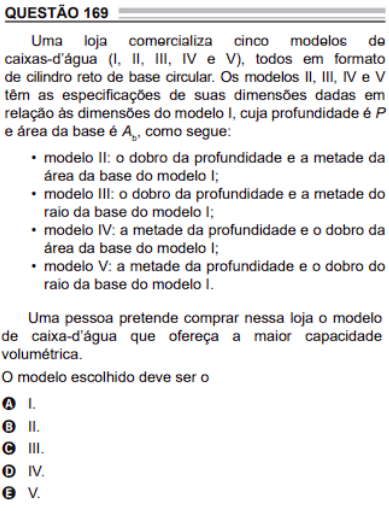 QUESTÃO 169
Uma loja comercializa cinco modelos de
caixas-d'água (I, II, III, IV e V), todos em formato
de cilindro reto de base circular. Os modelos II, III, IV e V
têm as especificações de suas dimensões dadas em
relação às dimensões do modelo I, cuja profundidade é P
e área da base é Ab, como segue:
• modelo II: o dobro da profundidade e a metade da
área da base do modelo I;
• modelo III: o dobro da profundidade e a metade do
raio da base do modelo I;
• modelo IV: a metade da profundidade e o dobro da
área da base do modelo I;
• modelo V: a metade da profundidade e o dobro do
raio da base do modelo I.
Uma pessoa pretende comprar nessa loja o modelo
de caixa-d'água que ofereça a maior capacidade
volumétrica.
O modelo escolhido deve ser o
A I.
B II.
C III.
D IV.
E V.